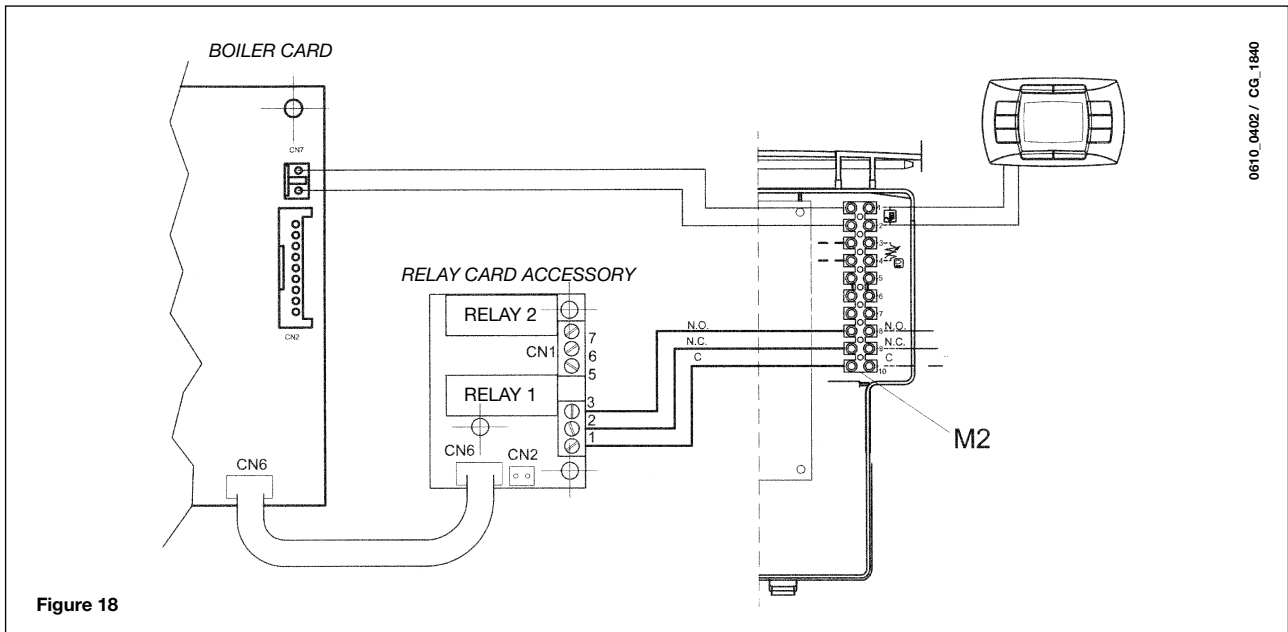 BOILER CARD
CN7
CN2
CN6
RELAY CARD ACCESSORY
RELAY 2
7
CN1
6
5
RELAY 1
3
2
1
CN6
CN2
N.O.
N.C.
C
1
2
3
4
5
6
7
8
9
10
N.O.
N.C.
C
M2
0610_0402 / CG_1840
Figure 18